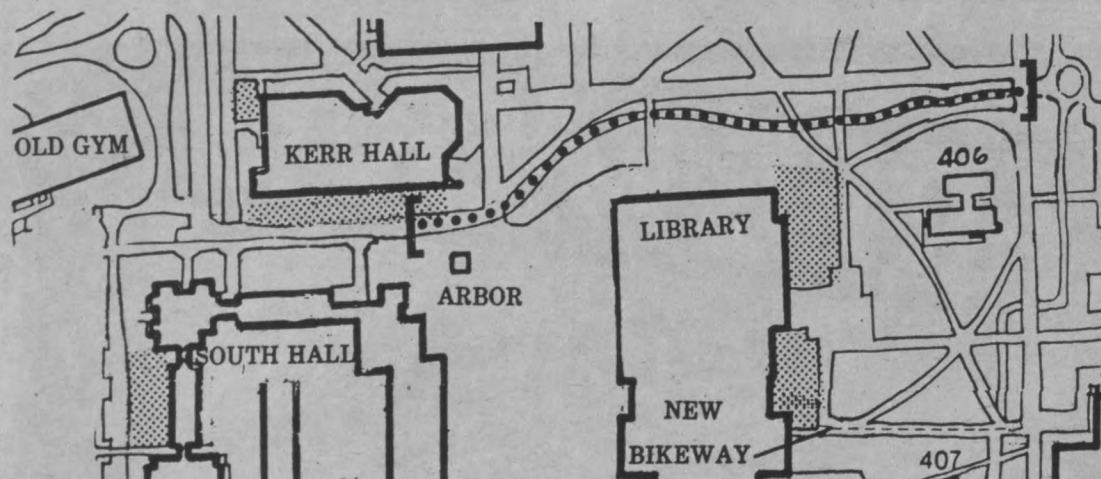 OLD GYM
KERR HALL
406
LIBRARY
ARBOR
SOUTH HALL
NEW
BIKEWAY
407